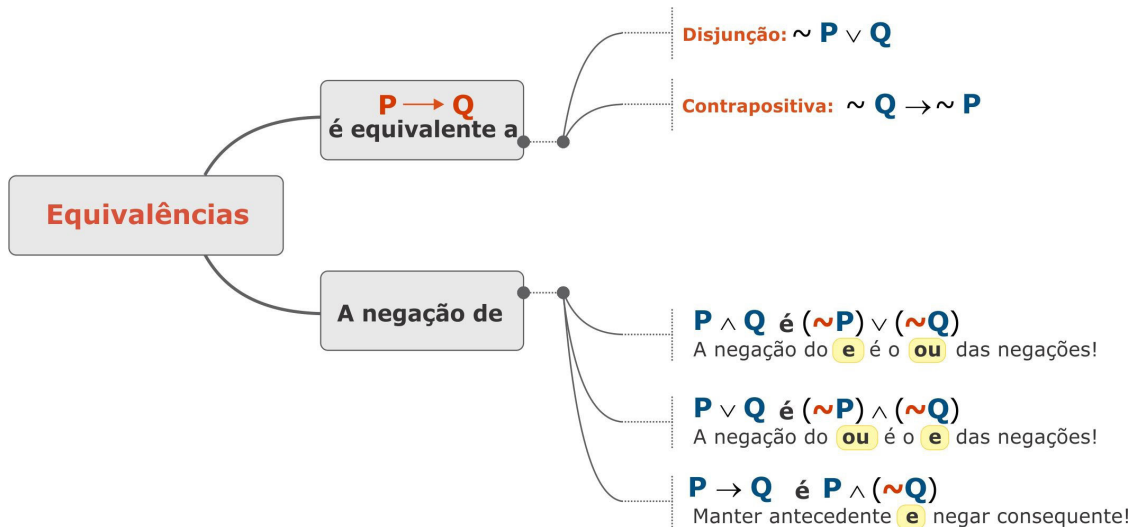 Equivalências
P → Q
é equivalente a
Disjunção: ~ P ∨ Q
Contrapositiva: ~ Q → ~ P
A negação de
P ∧ Q é (~P) ∨ (~Q)
A negação do e é o ou das negações!
P ∨ Q é (~P) ∧ (~Q)
A negação do ou é o e das negações!
P → Q é P ∧ (~Q)
Manter antecedente e negar consequente!